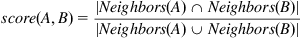 score(A, B) = |Neighbors(A) ∩ Neighbors(B)|
|Neighbors(A) ∪ Neighbors(B)|